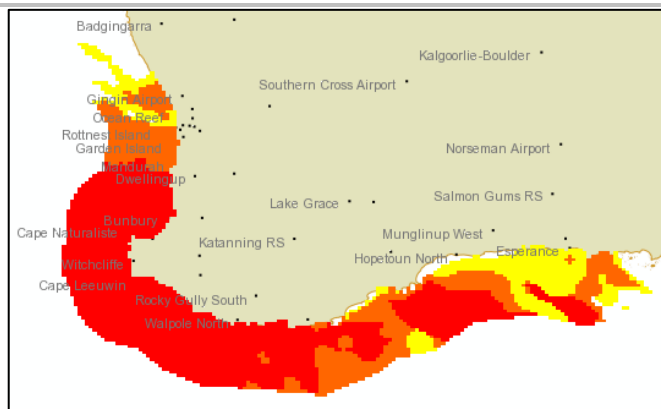 Badgingarra
Kalgoorlie-Boulder
Southern Cross Airport
Gingin Airport
Ocean Reef
Rottnest Island
Garden Island
Norseman Airport
Mandurah
Dwellingup
Salmon Gums RS
Lake Grace
Bunbury
Cape Naturaliste
Munglinup West
Katanning RS
Esperance
Hopetoun North
Witchcliffe
Cape Leeuwin
Rocky Gully South
Walpole North